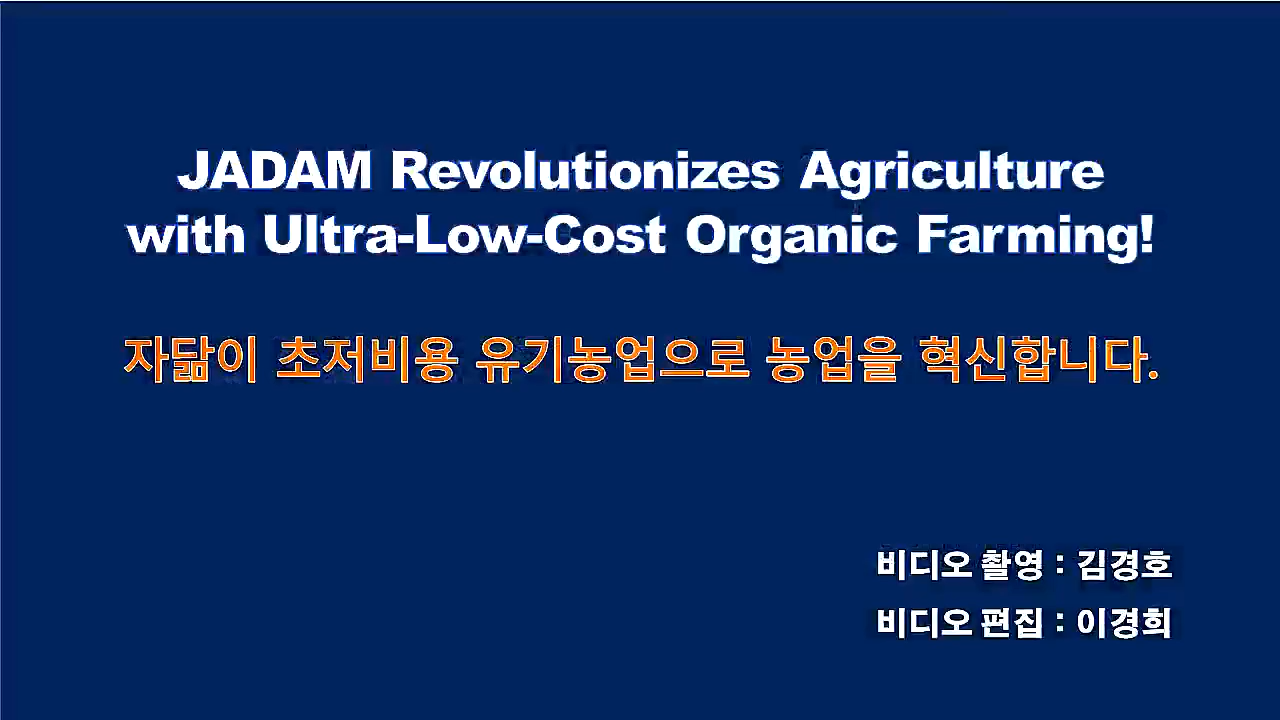 JADAM Revolutionizes Agriculture
with Ultra-Low-Cost Organic Farming!
자닮이 초저비용 유기농업으로 농업을 혁신합니다.
비디오 촬영 : 김경호
비디오 편집 : 이경희